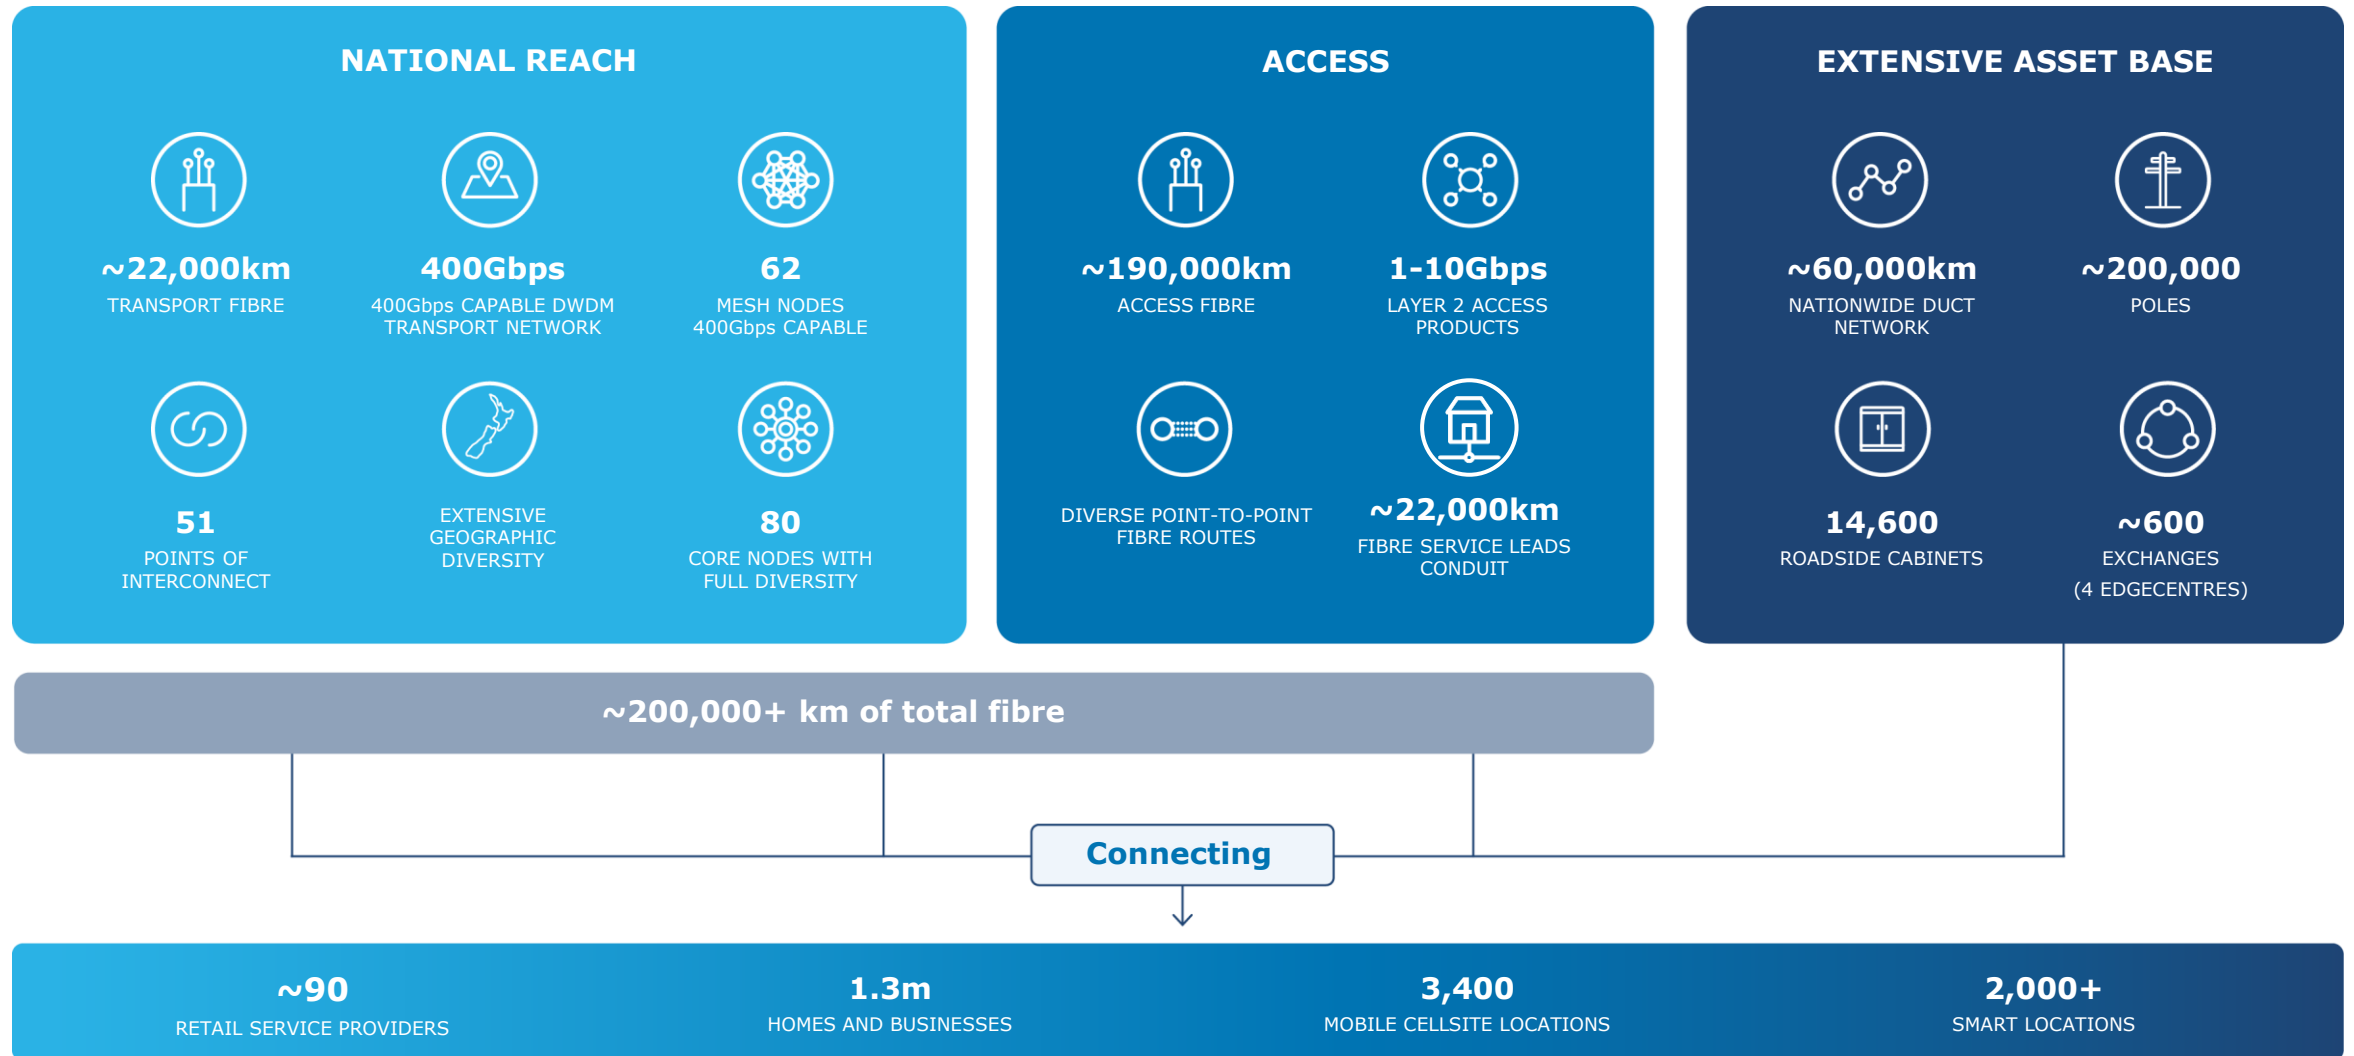 NATIONAL REACH
~22,000km
TRANSPORT FIBRE
400Gbps
400Gbps CAPABLE DWDM
TRANSPORT NETWORK
62
MESH NODES
400Gbps CAPABLE
51
POINTS OF
INTERCONNECT
EXTENSIVE
GEOGRAPHIC
DIVERSITY
80
CORE NODES WITH
FULL DIVERSITY
ACCESS
~190,000km
ACCESS FIBRE
1-10Gbps
LAYER 2 ACCESS
PRODUCTS
DIVERSE POINT-TO-POINT
FIBRE ROUTES
~22,000km
FIBRE SERVICE LEADS
CONDUIT
EXTENSIVE ASSET BASE
~60,000km
NATIONWIDE DUCT
NETWORK
~200,000
POLES
14,600
ROADSIDE CABINETS
~600
EXCHANGES
(4 EDGECENTRES)
~200,000+ km of total fibre
Connecting
~90
RETAIL SERVICE PROVIDERS
1.3m
HOMES AND BUSINESSES
3,400
MOBILE CELLSITE LOCATIONS
2,000+
SMART LOCATIONS